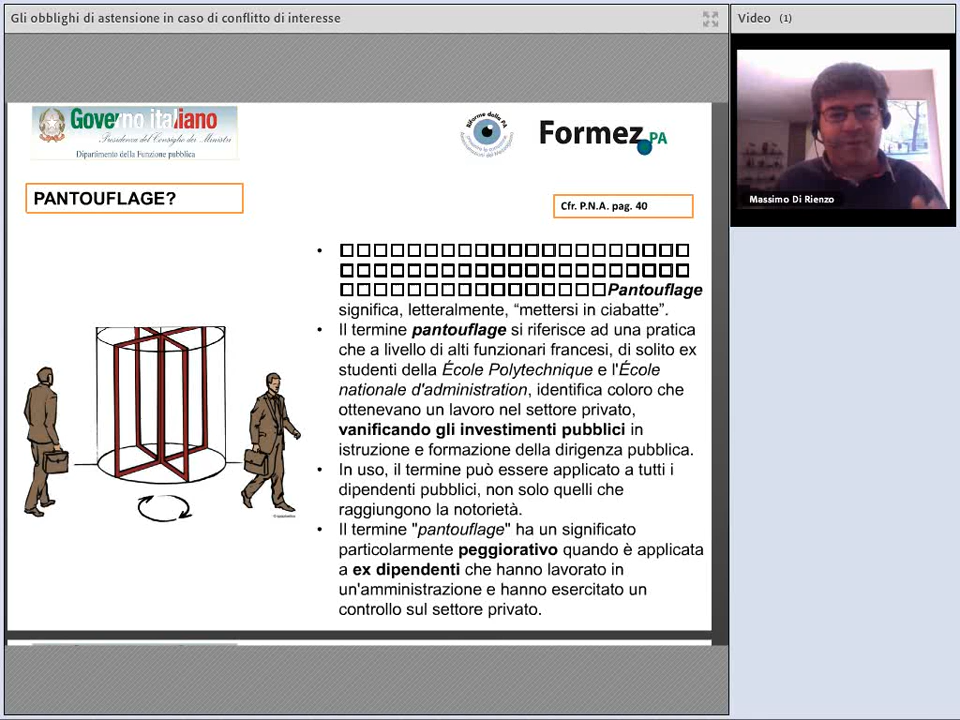 Gli obblighi di astensione in caso di conflitto di interesse
Video (1)
Governo italiano
Presidenza del Consiglio dei Ministri
Dipartimento della Funzione pubblica
Riforme dalla PA
Formez PA
Massimo Di Rienzo
PANTOUFLAGE?
Cfr. P.N.A. pag. 40
• □□□□□□□□□□□□□□□□□□□□□
□□□□□□□□□□□□□□□□□□□□□
□□□□□□□□□□□□□□□□Pantouflage
significa, letteralmente, “mettersi in ciabatte”.
• Il termine pantouflage si riferisce ad una pratica
che a livello di alti funzionari francesi, di solito ex
studenti della École Polytechnique e l'École
nationale d'administration, identifica coloro che
ottenevano un lavoro nel settore privato,
vanificando gli investimenti pubblici in
istruzione e formazione della dirigenza pubblica.
• In uso, il termine può essere applicato a tutti i
dipendenti pubblici, non solo quelli che
raggiungono la notorietà.
• Il termine "pantouflage" ha un significato
particolarmente peggiorativo quando è applicata
a ex dipendenti che hanno lavorato in
un'amministrazione e hanno esercitato un
controllo sul settore privato.